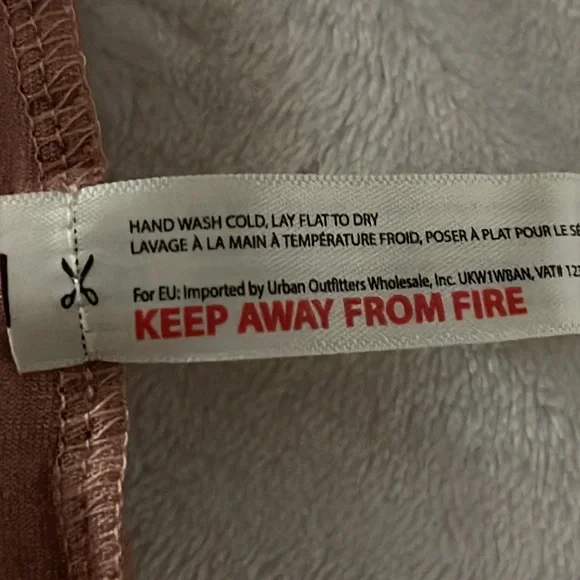 HAND WASH COLD, LAY FLAT TO DRY
LAVAGE À LA MAIN À TEMPÉRATURE FROID, POSER À PLAT POUR LE
For EU: Imported by Urban Outfitters Wholesale, Inc. UKW1WBAN, VAT#
KEEP AWAY FROM FIRE